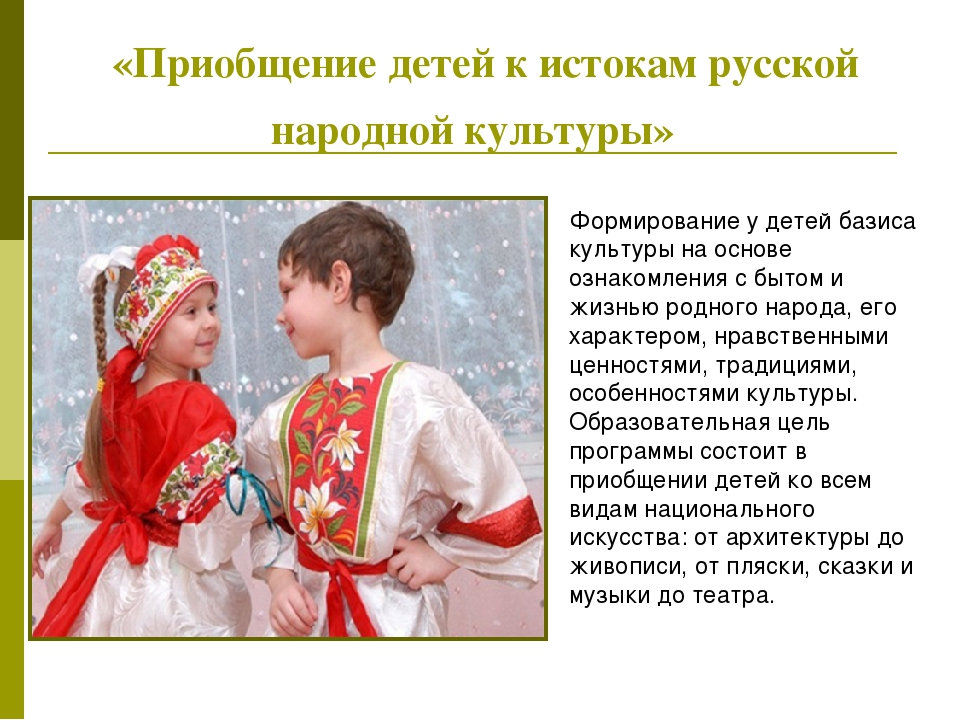 «Приобщение детей к истокам русской
народной культуры»
Формирование у детей базиса
культуры на основе
ознакомления с бытом и
жизнью родного народа, его
характером, нравственными
ценностями, традициями,
особенностями культуры.
Образовательная цель
программы состоит в
приобщении детей ко всем
видам национального
искусства: от архитектуры до
живописи, от пляски, сказки и
музыки до театра.